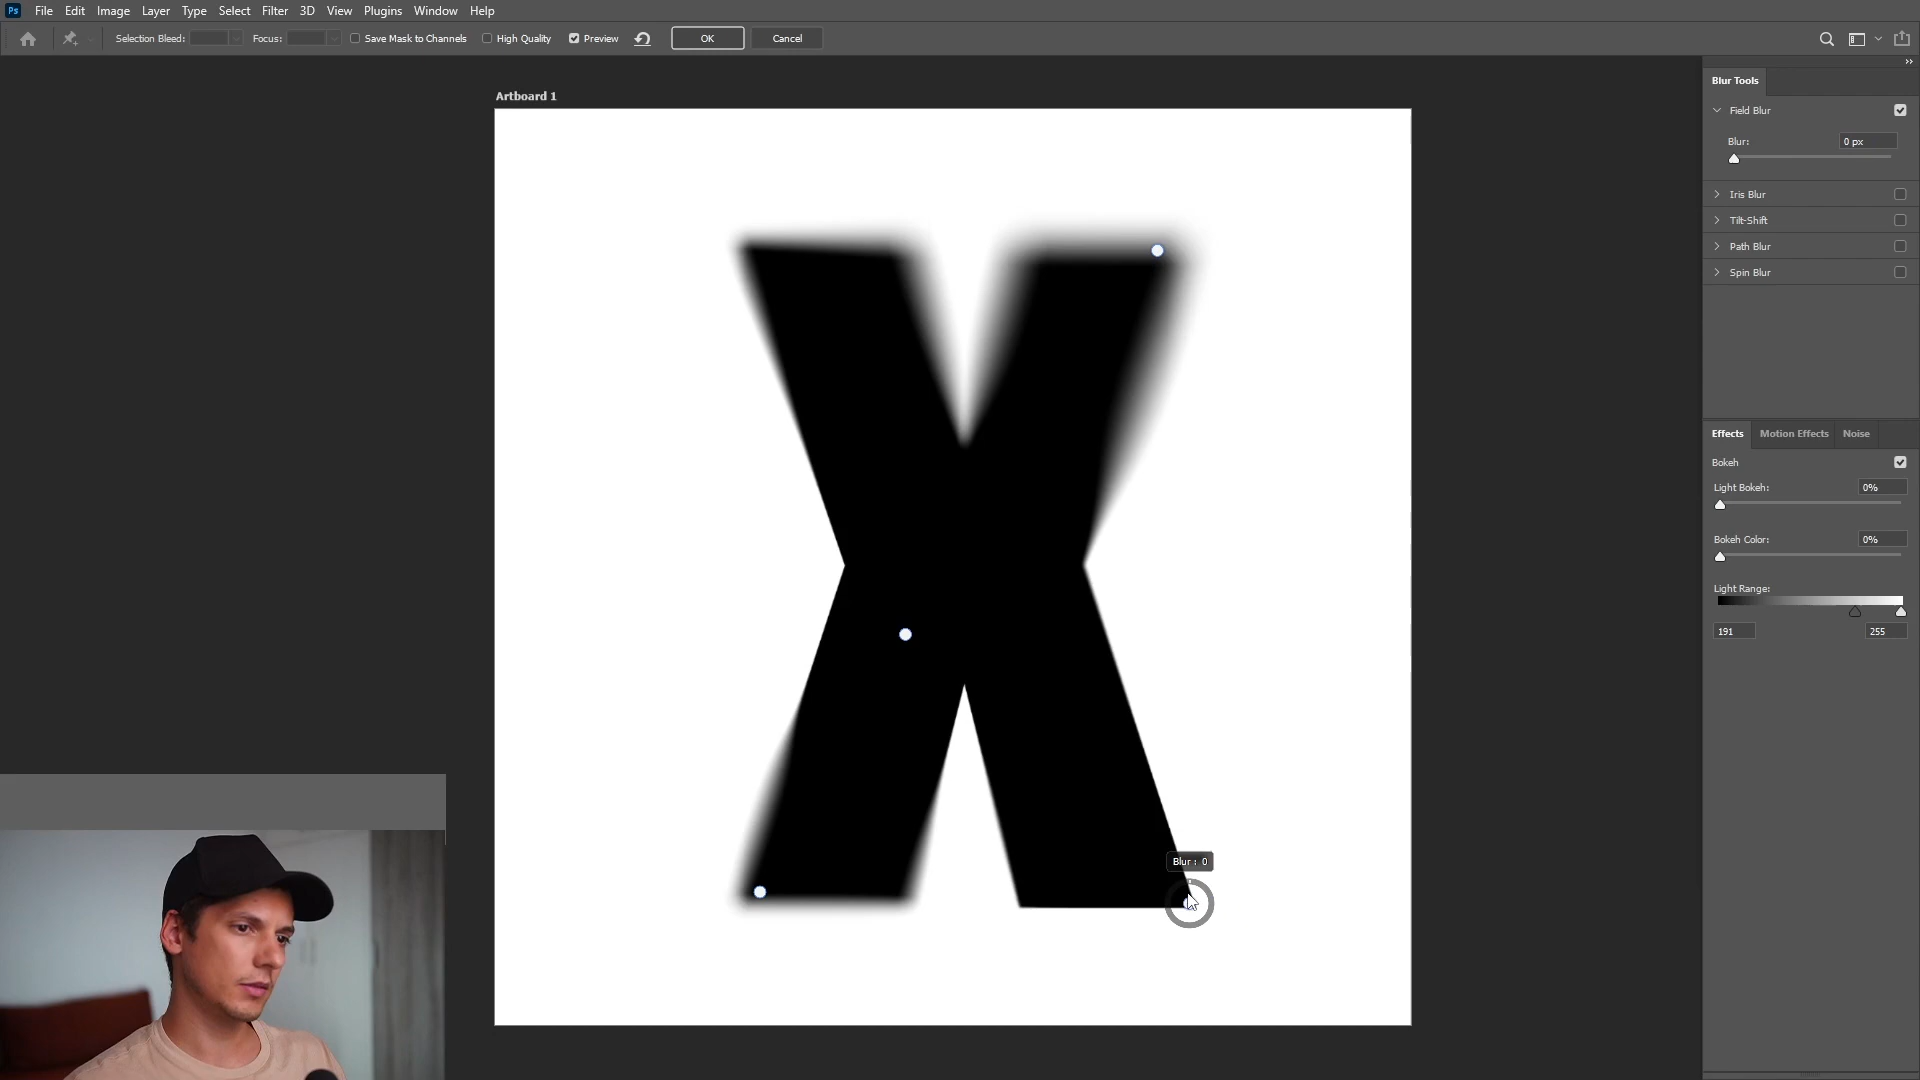 Ps File Edit Image Layer Type Select Filter 3D View Plugins Window Help
Selection Bleed: Focus: Save Mask to Channels High Quality Preview OK Cancel
Artboard 1
X
Blur : 0
Blur Tools
Field Blur
Blur: 0 px
Iris Blur
Tilt-Shift
Path Blur
Spin Blur
Effects Motion Effects Noise
Bokeh
Light Bokeh: 0%
Bokeh Color: 0%
Light Range:
191 255